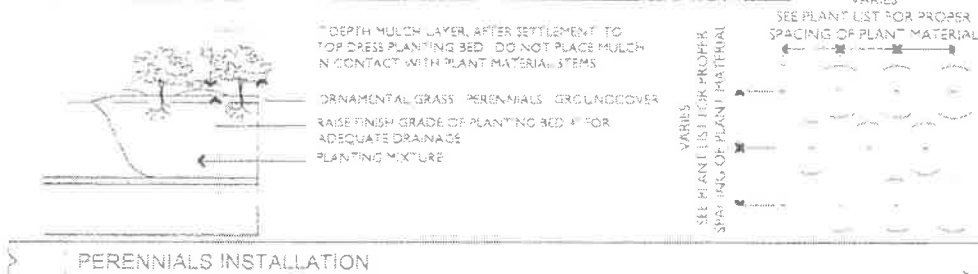 DEPTH MULCH LAYER, AFTER SETTLEMENT, TO
TOP DRESS PLANTING BED. DO NOT PLACE MULCH
IN CONTACT WITH PLANT MATERIAL STEMS
ORNAMENTAL GRASS PERENNIALS GROUNDCOVER
RAISE FINISH GRADE OF PLANTING BED 4" FOR
ADEQUATE DRAINAGE
PLANTING MIXTURE
VARIES
SEE PLANT LIST FOR PROPER
SPACING OF PLANT MATERIAL
VARIES
SEE PLANT LIST FOR PROPER
SPACING OF PLANT MATERIAL
PERENNIALS INSTALLATION